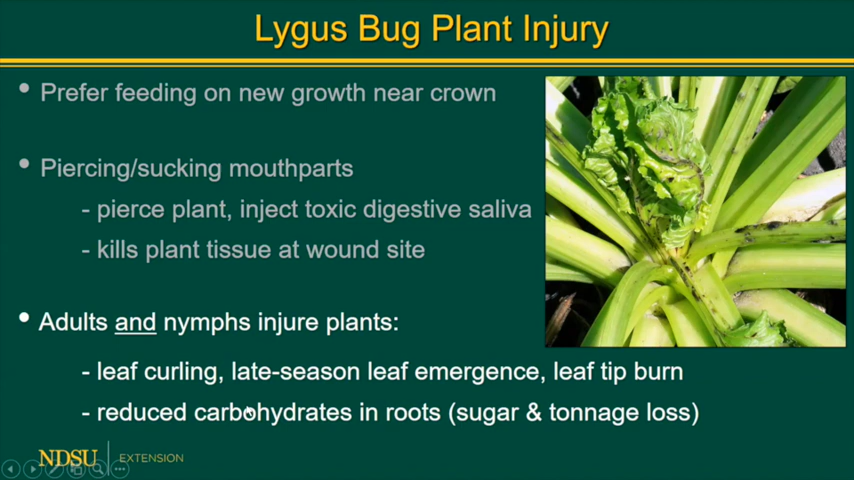 Lygus Bug Plant Injury
• Prefer feeding on new growth near crown
• Piercing/sucking mouthparts
- pierce plant, inject toxic digestive saliva
- kills plant tissue at wound site
• Adults and nymphs injure plants:
- leaf curling, late-season leaf emergence, leaf tip burn
- reduced carbohydrates in roots (sugar & tonnage loss)
NDSU EXTENSION